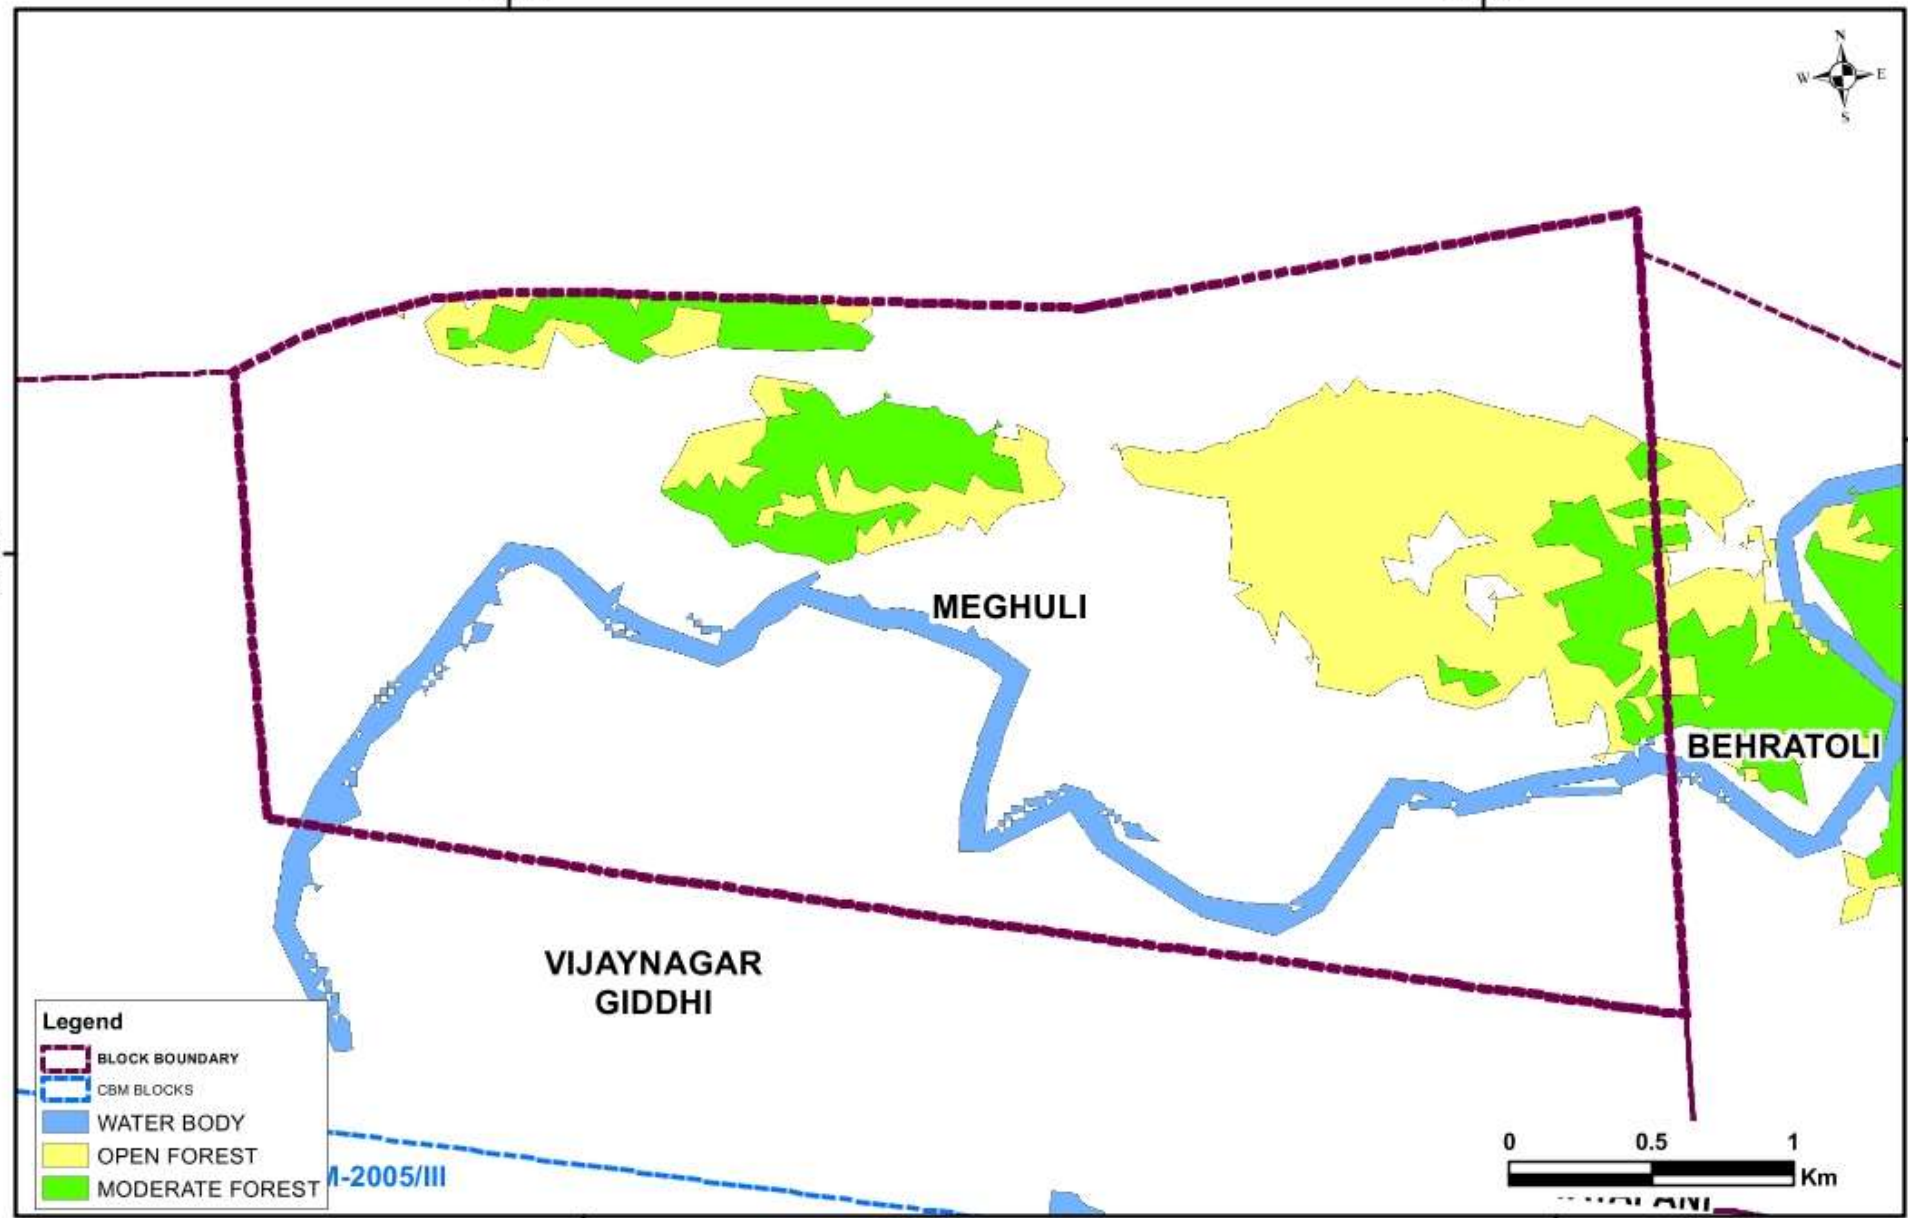 N
W E
S
MEGHULI
BEHRATOLI
VIJAYNAGAR
GIDDHI
Legend
BLOCK BOUNDARY
CBM BLOCKS
WATER BODY
OPEN FOREST
MODERATE FOREST
-2005/III
0 0.5 1
Km